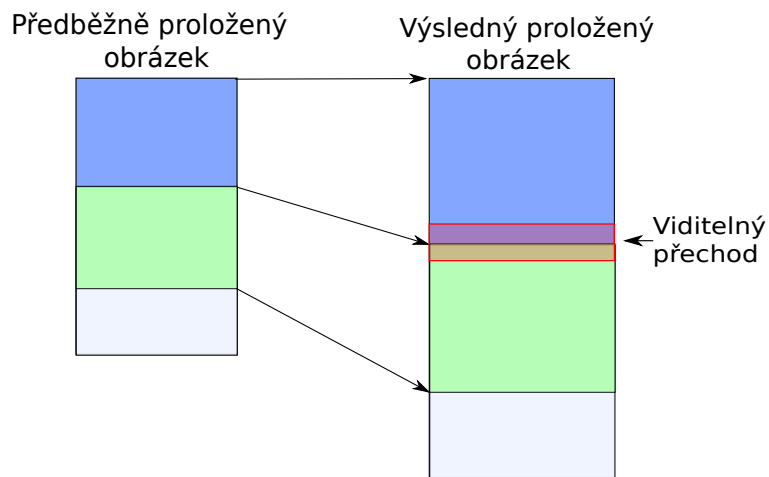 Předběžně proložený
obrázek
Výsledný proložený
obrázek
Viditelný
přechod